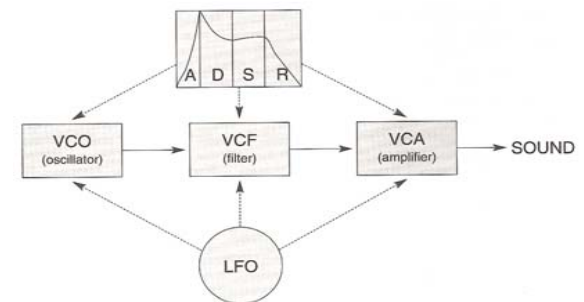 A D S R
VCO
(oscillator)
VCF
(filter)
VCA
(amplifier)
SOUND
LFO